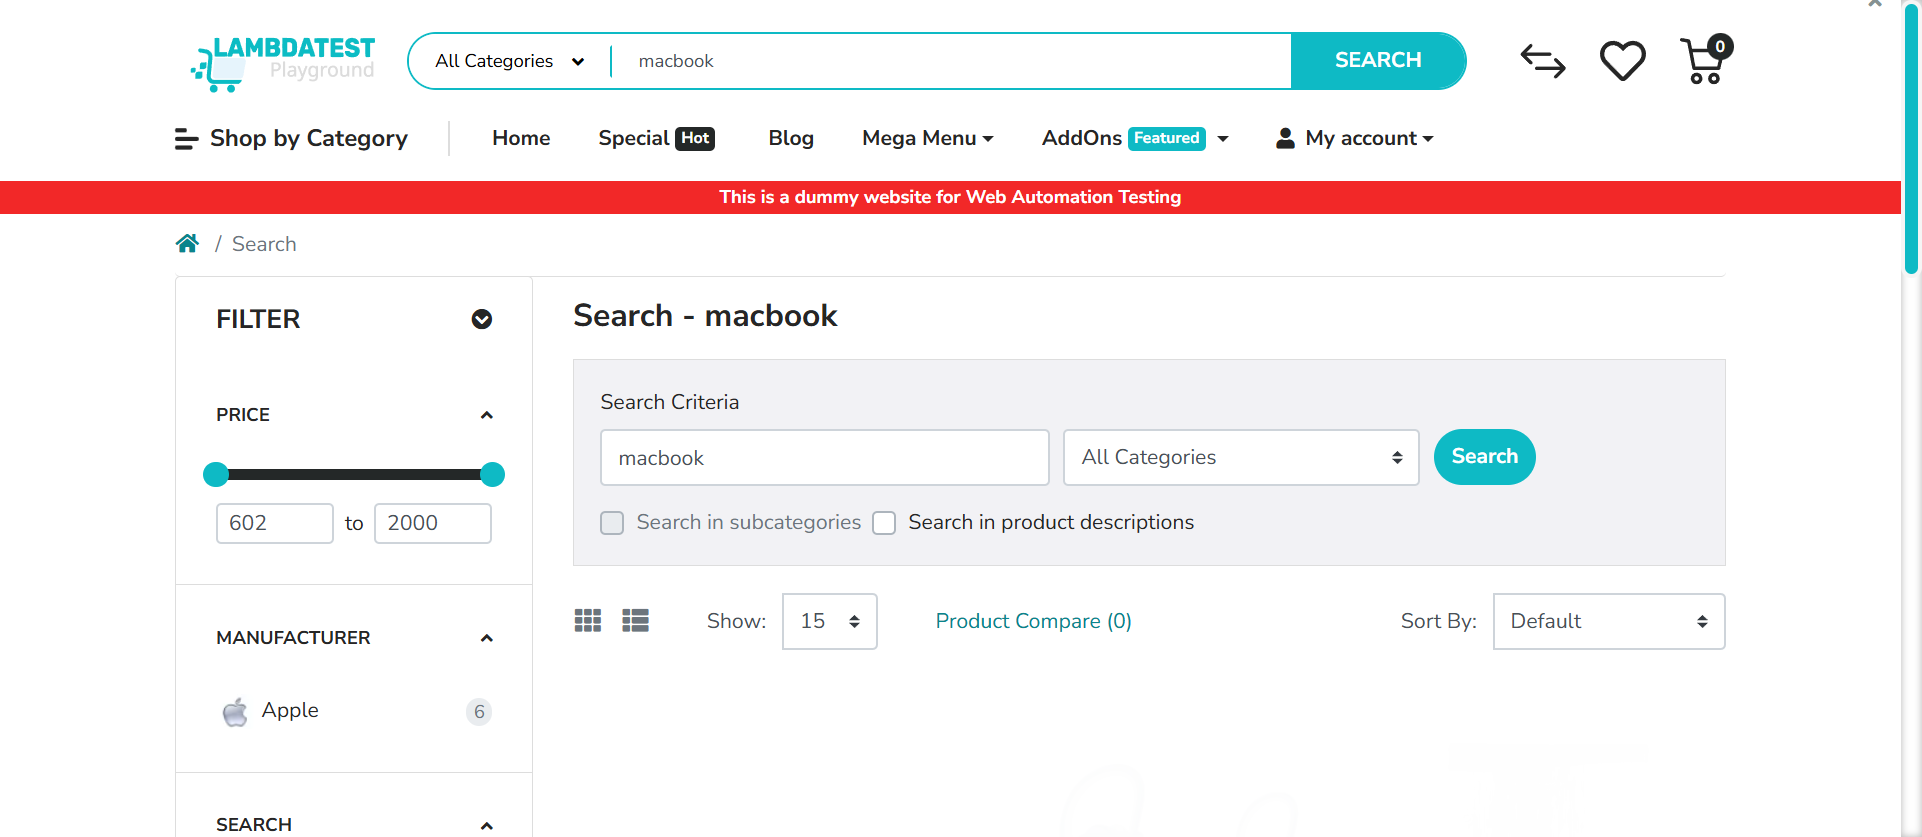 LAMBDATEST
Playground
All Categories
macbook
SEARCH
0
Shop by Category
Home
Special Hot
Blog
Mega Menu
AddOns Featured
My account
This is a dummy website for Web Automation Testing
/ Search
FILTER
PRICE
602 to 2000
MANUFACTURER
Apple 6
SEARCH
Search - macbook
Search Criteria
macbook
All Categories
Search
Search in subcategories
Search in product descriptions
Show: 15
Product Compare (0)
Sort By: Default